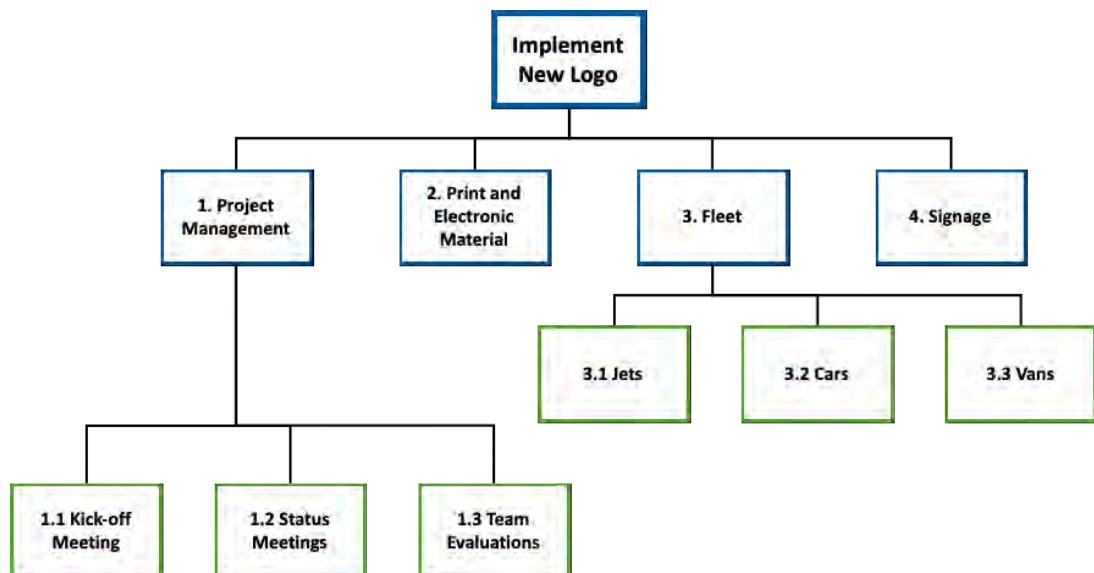 Implement
New Logo
1. Project
Management
2. Print and
Electronic
Material
3. Fleet
4. Signage
3.1 Jets
3.2 Cars
3.3 Vans
1.1 Kick-off
Meeting
1.2 Status
Meetings
1.3 Team
Evaluations